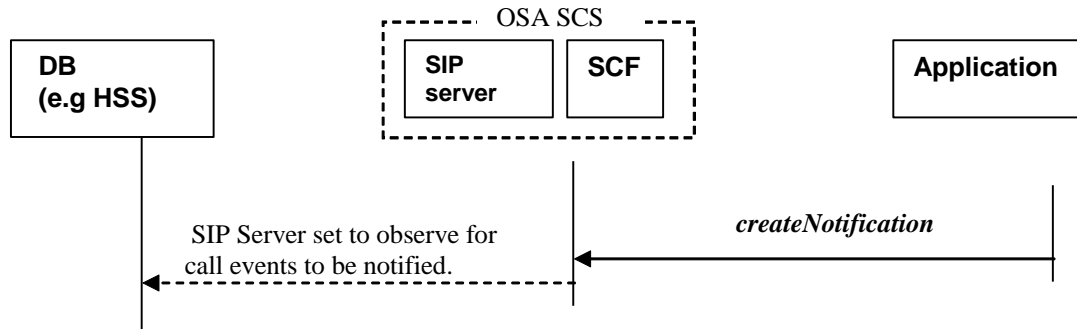 OSA SCS
DB
(e.g HSS)
SIP
server
SCF
Application
createNotification
SIP Server set to observe for
call events to be notified.